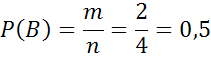 P(B) = m/n = 2/4 = 0,5